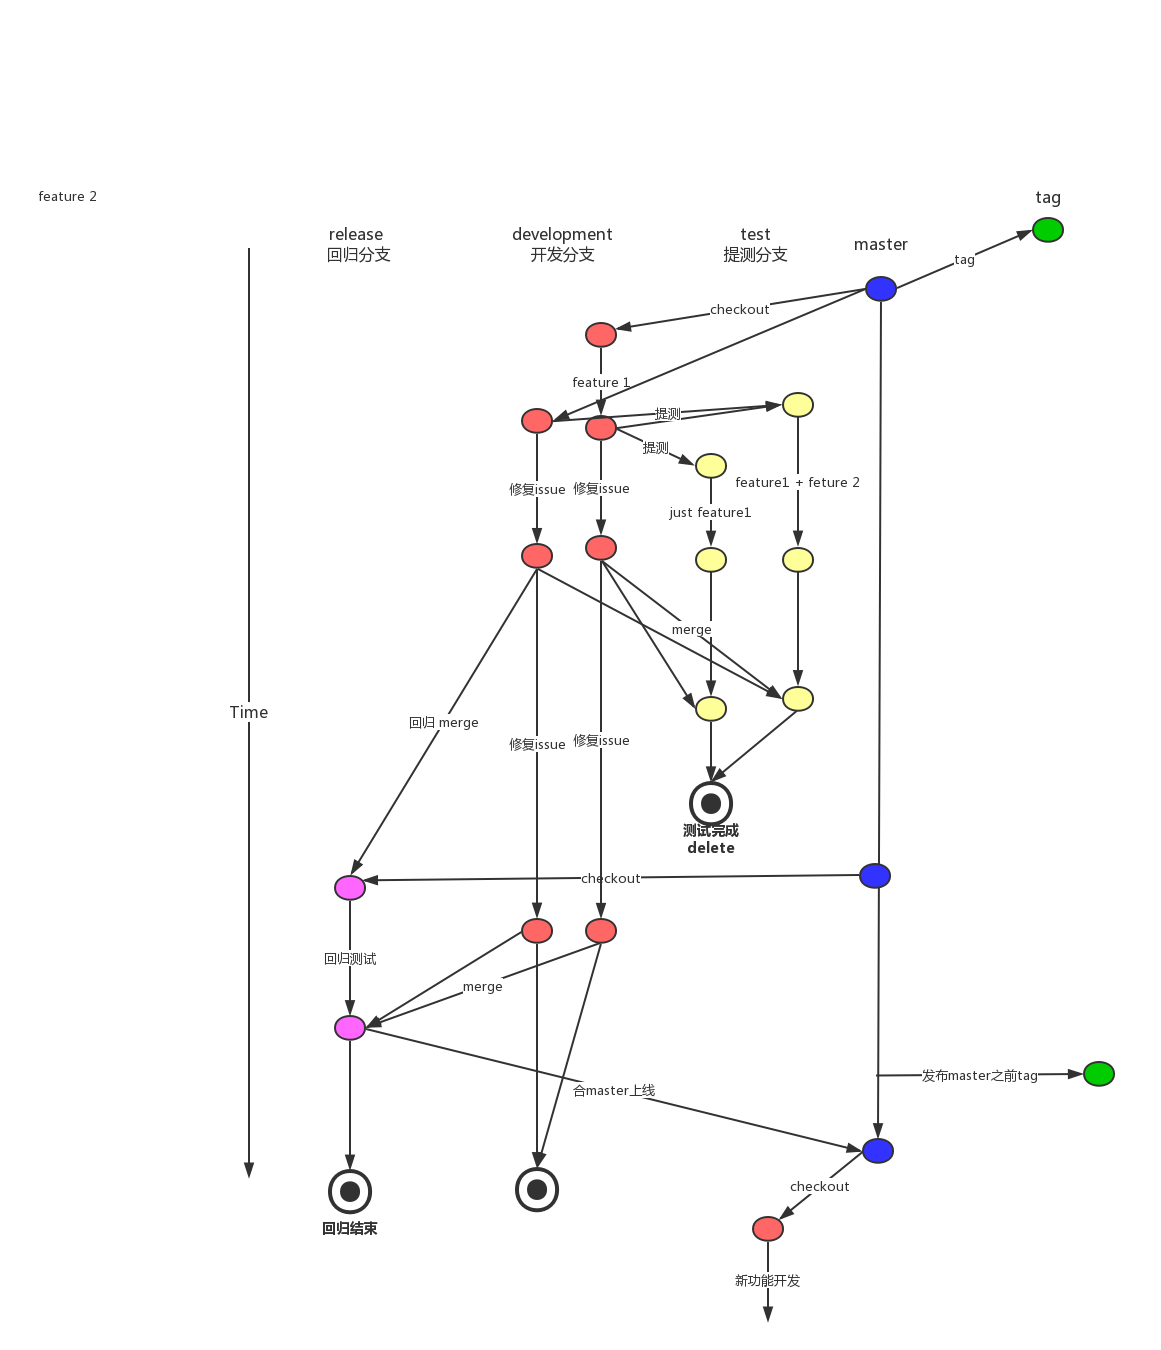 feature 2
tag
release
回归分支
development
开发分支
test
提测分支
master
tag
checkout
feature 1
提测
提测
feature1 + feture 2
修复issue
修复issue
just feature1
merge
Time
回归 merge
修复issue
修复issue
测试完成
delete
checkout
回归测试
merge
发布master之前tag
合master上线
checkout
回归结束
新功能开发